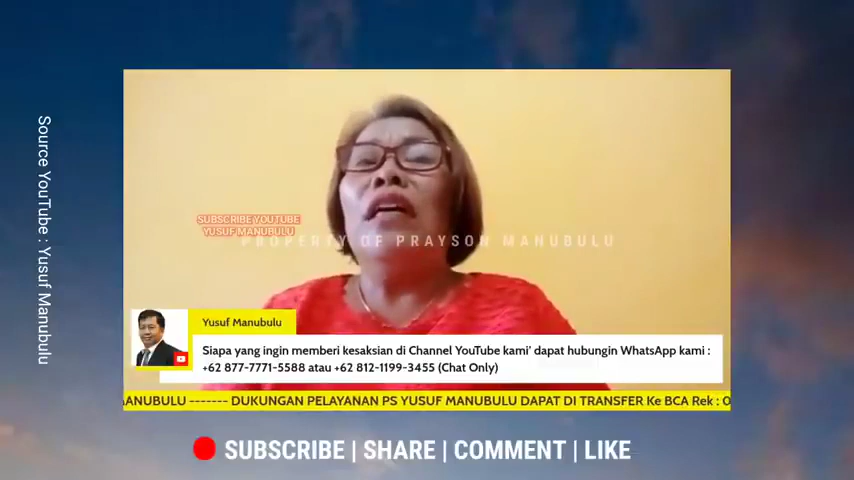 Source YouTube : Yusuf Manubulu
SUBSCRIBE YOUTUBE
YUSUF MANUBULU
PROPERTY OF PRAYSON MANUBULU
Yusuf Manubulu
Siapa yang ingin memberi kesaksian di Channel YouTube kami' dapat hubungin WhatsApp kami :
+62 877-7771-5588 atau +62 812-1199-3455 (Chat Only)
ANUBULU ------- DUKUNGAN PELAYANAN PS YUSUF MANUBULU DAPAT DI TRANSFER Ke BCA Rek : 0
SUBSCRIBE | SHARE | COMMENT | LIKE